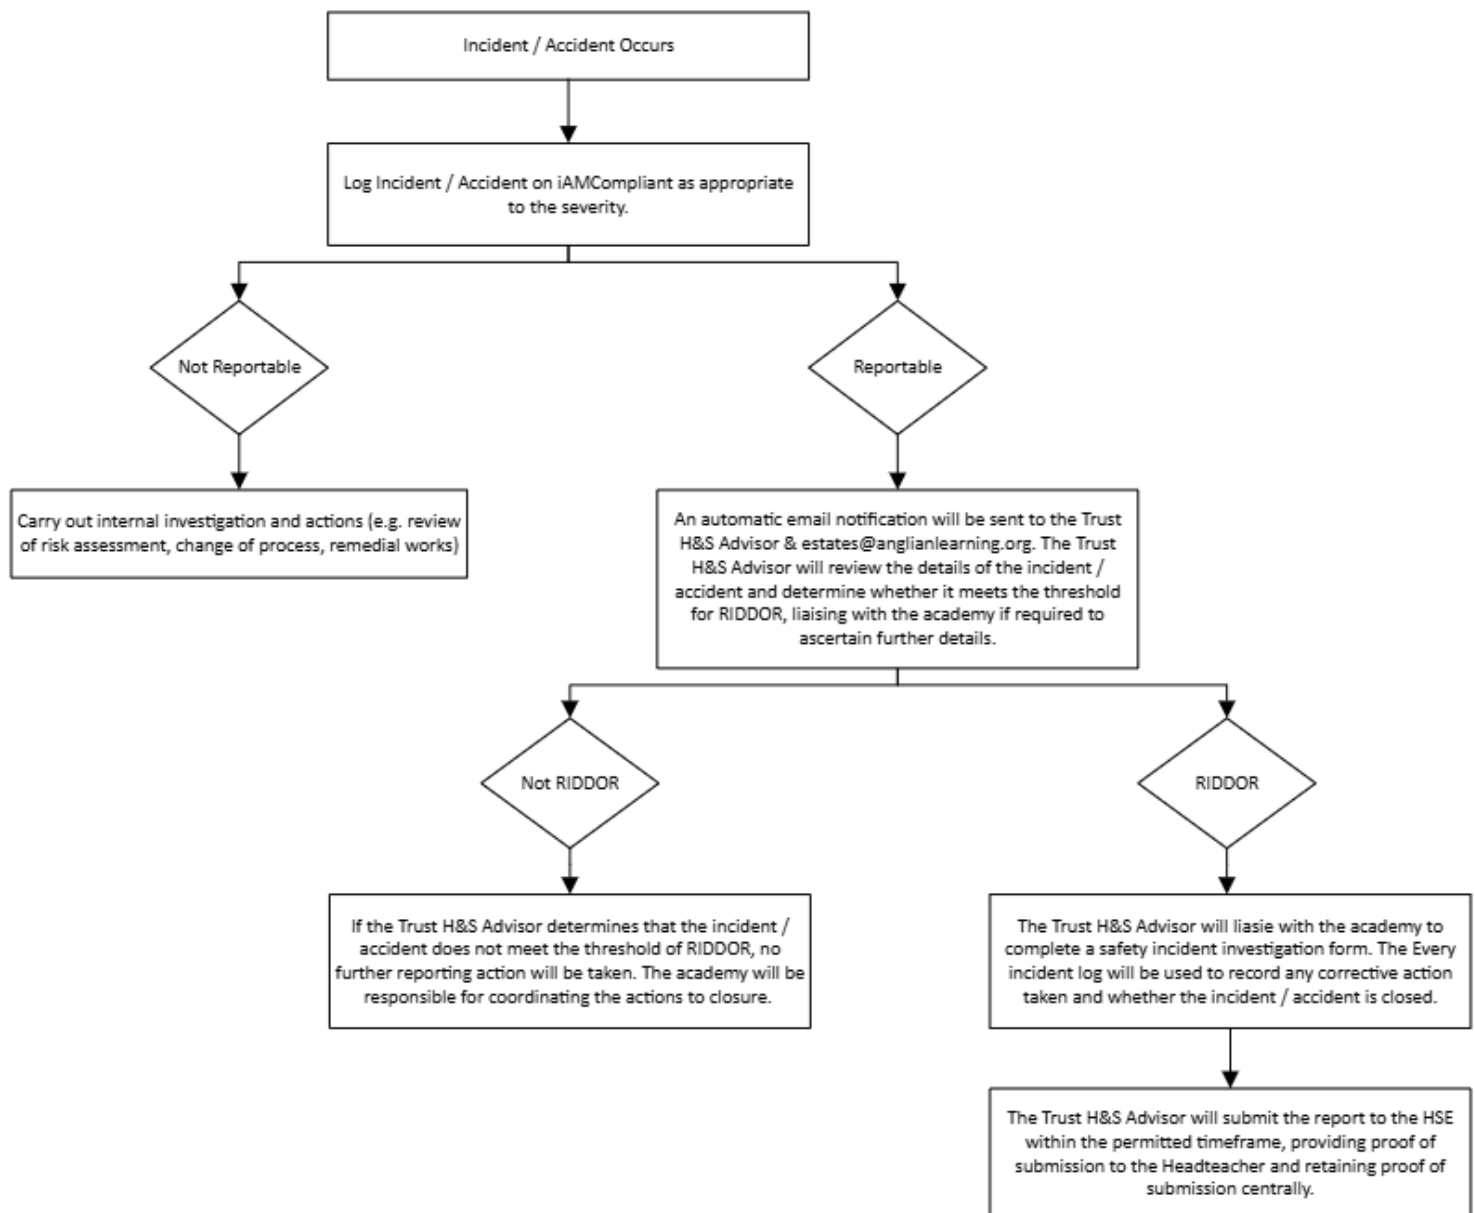 Incident / Accident Occurs
Log Incident / Accident on iAMCompliant as appropriate
to the severity.
Not Reportable
Reportable
Carry out internal investigation and actions (e.g. review
of risk assessment, change of process, remedial works)
An automatic email notification will be sent to the Trust
H&S Advisor & estates@anglianlearning.org. The Trust
H&S Advisor will review the details of the incident /
accident and determine whether it meets the threshold
for RIDDOR, liaising with the academy if required to
ascertain further details.
Not RIDDOR
RIDDOR
If the Trust H&S Advisor determines that the incident /
accident does not meet the threshold of RIDDOR, no
further reporting action will be taken. The academy will be
responsible for coordinating the actions to closure.
The Trust H&S Advisor will liasie with the academy to
complete a safety incident investigation form. The Every
incident log will be used to record any corrective action
taken and whether the incident / accident is closed.
The Trust H&S Advisor will submit the report to the HSE
within the permitted timeframe, providing proof of
submission to the Headteacher and retaining proof of
submission centrally.